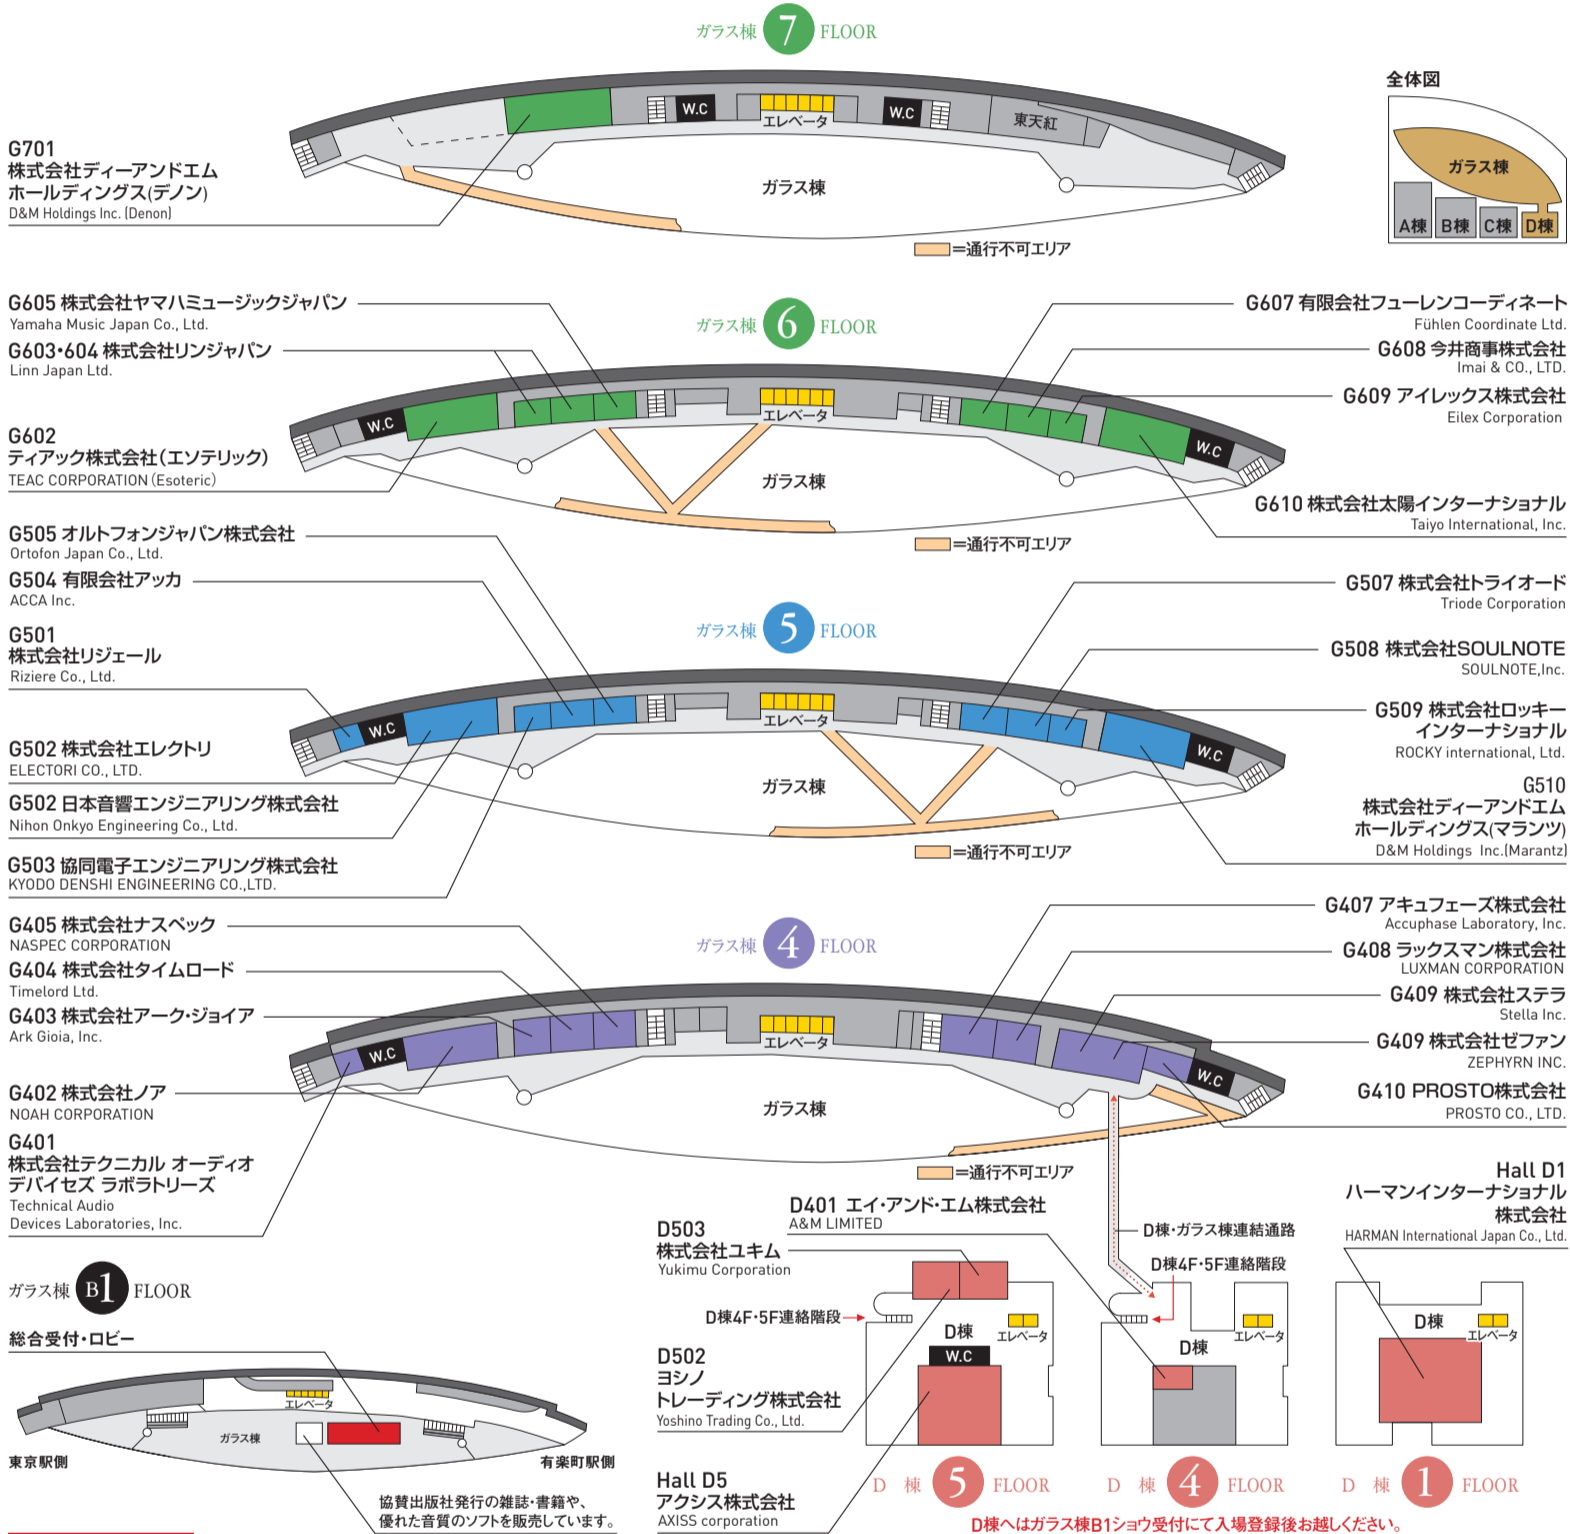 ガラス棟 7 FLOOR
W.C
エレベータ
W.C
東天紅
ガラス棟
=通行不可エリア
G701
株式会社ディーアンドエム
ホールディングス(デノン)
D&M Holdings Inc. (Denon)
全体図
ガラス棟
A棟 B棟 C棟 D棟
ガラス棟 6 FLOOR
G605 株式会社ヤマハミュージックジャパン
Yamaha Music Japan Co., Ltd.
G603・604 株式会社リンジャパン
Linn Japan Ltd.
G602
ティアック株式会社(エソテリック)
TEAC CORPORATION (Esoteric)
W.C
エレベータ
W.C
ガラス棟
=通行不可エリア
G607 有限会社フューレンコーディネート
Fühlen Coordinate Ltd.
G608 今井商事株式会社
Imai & CO., LTD.
G609 アイレックス株式会社
Eilex Corporation
G610 株式会社太陽インターナショナル
Taiyo International, Inc.
ガラス棟 5 FLOOR
G505 オルトフォンジャパン株式会社
Ortofon Japan Co., Ltd.
G504 有限会社アッカ
ACCA Inc.
G501
株式会社リジェール
Riziere Co., Ltd.
G502 株式会社エレクトリ
ELECTORI CO., LTD.
G502 日本音響エンジニアリング株式会社
Nihon Onkyo Engineering Co., Ltd.
G503 協同電子エンジニアリング株式会社
KYODO DENSHI ENGINEERING CO.,LTD.
W.C
エレベータ
W.C
ガラス棟
=通行不可エリア
G507 株式会社トライオード
Triode Corporation
G508 株式会社SOULNOTE
SOULNOTE,Inc.
G509 株式会社ロッキー
インターナショナル
ROCKY international, Ltd.
G510
株式会社ディーアンドエム
ホールディングス(マランツ)
D&M Holdings Inc.(Marantz)
ガラス棟 4 FLOOR
G405 株式会社ナスペック
NASPEC CORPORATION
G404 株式会社タイムロード
Timelord Ltd.
G403 株式会社アーク・ジョイア
Ark Gioia, Inc.
G402 株式会社ノア
NOAH CORPORATION
G401
株式会社テクニカル オーディオ
デバイセズ ラボラトリーズ
Technical Audio
Devices Laboratories, Inc.
W.C
エレベータ
W.C
ガラス棟
=通行不可エリア
G407 アキュフェーズ株式会社
Accuphase Laboratory, Inc.
G408 ラックスマン株式会社
LUXMAN CORPORATION
G409 株式会社ステラ
Stella Inc.
G409 株式会社ゼファン
ZEPHYRN INC.
G410 PROSTO株式会社
PROSTO CO., LTD.
ガラス棟 B1 FLOOR
総合受付・ロビー
エレベータ
ガラス棟
東京駅側
有楽町駅側
協賛出版社発行の雑誌・書籍や、
優れた音質のソフトを販売しています。
D503
株式会社ユキム
Yukimu Corporation
D棟4F・5F連絡階段
D502
ヨシノ
トレーディング株式会社
Yoshino Trading Co., Ltd.
Hall D5
アクシス株式会社
AXISS corporation
D棟
エレベータ
W.C
D 棟 5 FLOOR
D401 エイ・アンド・エム株式会社
A&M LIMITED
D棟・ガラス棟連結通路
D棟4F・5F連絡階段
D棟
エレベータ
D 棟 4 FLOOR
Hall D1
ハーマンインターナショナル
株式会社
HARMAN International Japan Co., Ltd.
D棟
エレベータ
D 棟 1 FLOOR
D棟へはガラス棟B1ショウ受付にて入場登録後お越しください。